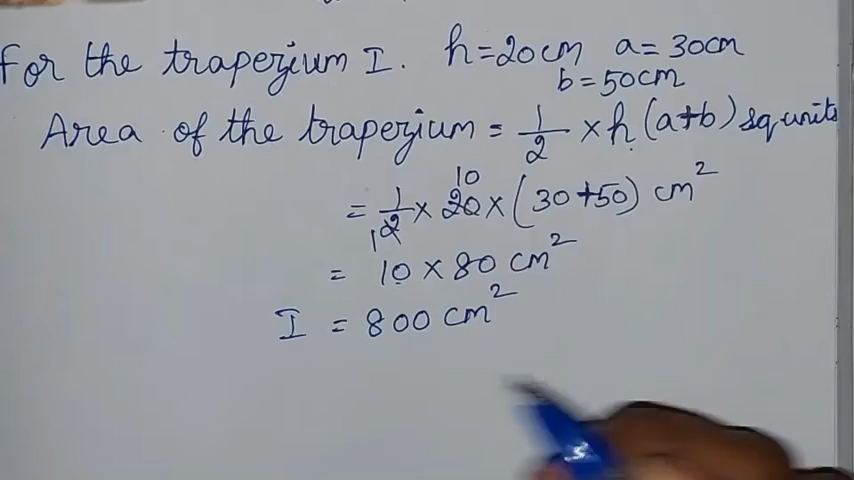 For the trapezium I. h=20cm a=30cm
b=50cm
Area of the trapezium = 1/2 × h (a+b) sq units
10
= 1/2 × 20 × (30+50) cm²
1
= 10 × 80 cm²
I = 800 cm²